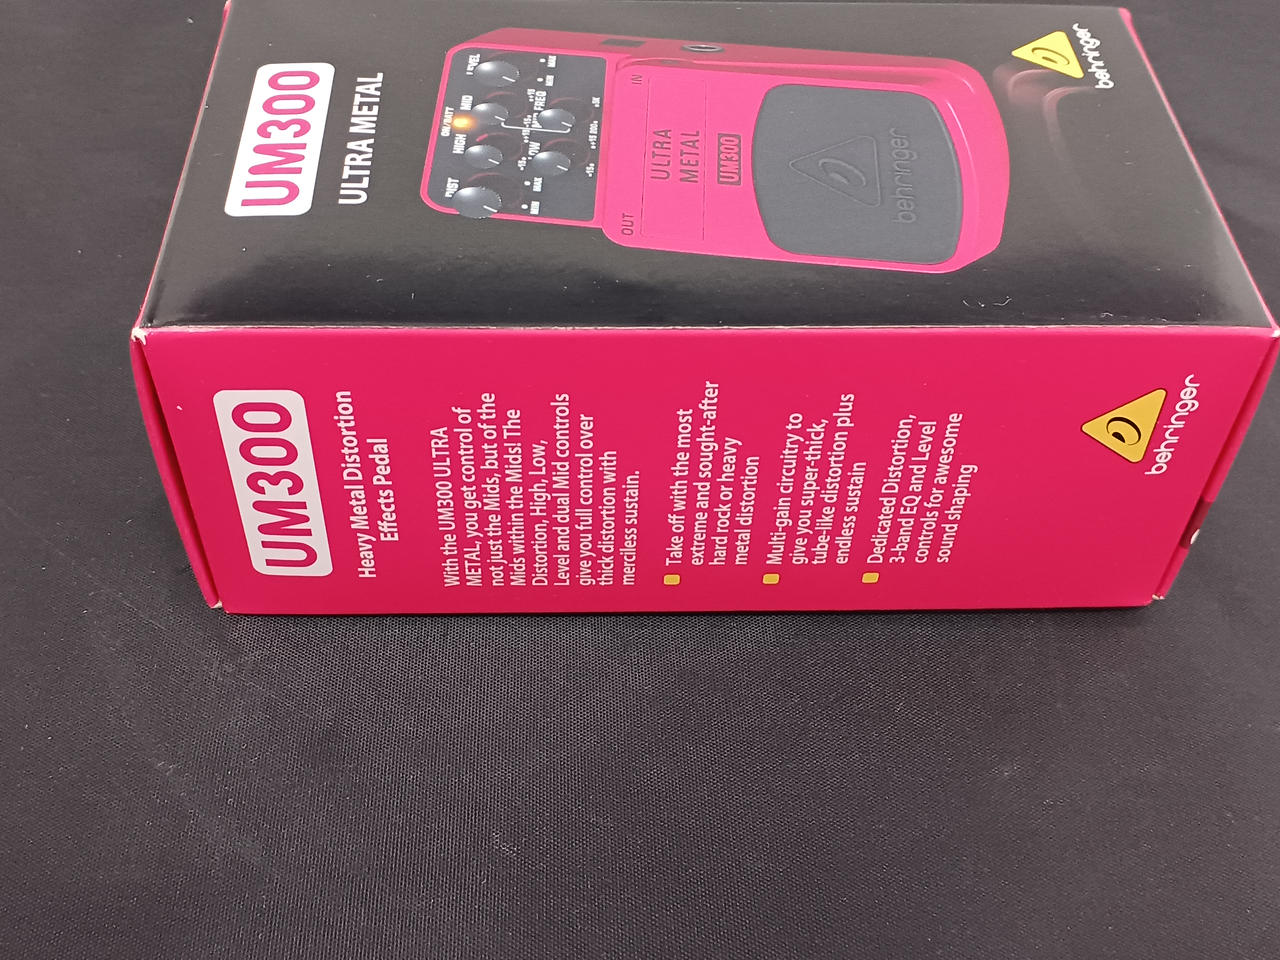 UM300
ULTRA METAL
LEVEL
MID
ON/BATT
HIGH
DIST
MIN
MAX
FREQ
IN
OUT
ULTRA
METAL
UM300
behringer
behringer
UM300
Heavy Metal Distortion
Effects Pedal
With the UM300 ULTRA
METAL, you get control of
not just the Mids, but of the
Mids within the Mids! The
Distortion, High, Low,
Level and dual Mid controls
give you full control over
thick distortion with
merciless sustain.
Take off with the most
extreme and sought-after
hard rock or heavy
metal distortion
Multi-gain circuitry to
give you super-thick,
tube-like distortion plus
endless sustain
Dedicated Distortion,
3-band EQ and Level
controls for awesome
sound shaping
behringer